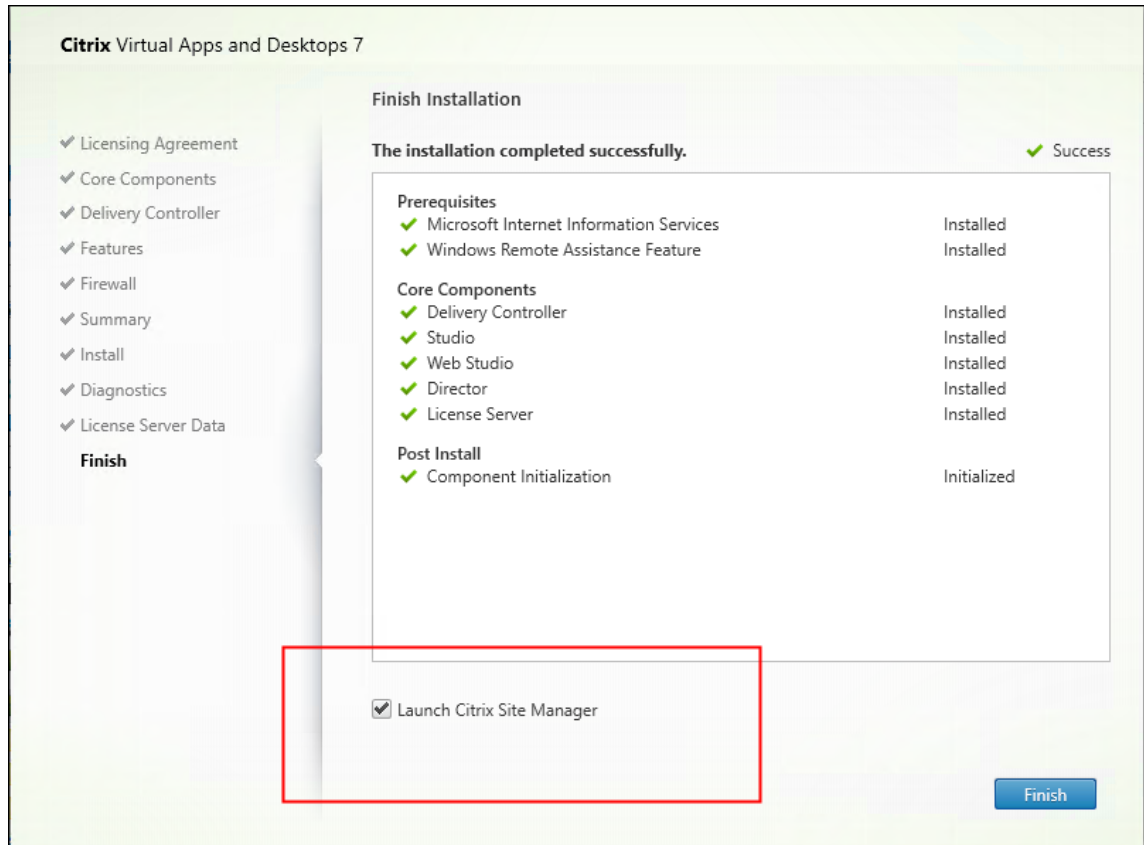 Citrix Virtual Apps and Desktops 7
Licensing Agreement
Core Components
Delivery Controller
Features
Firewall
Summary
Install
Diagnostics
License Server Data
Finish
Finish Installation
The installation completed successfully. Success
Prerequisites
Microsoft Internet Information Services Installed
Windows Remote Assistance Feature Installed
Core Components
Delivery Controller Installed
Studio Installed
Web Studio Installed
Director Installed
License Server Installed
Post Install
Component Initialization Initialized
Launch Citrix Site Manager
Finish